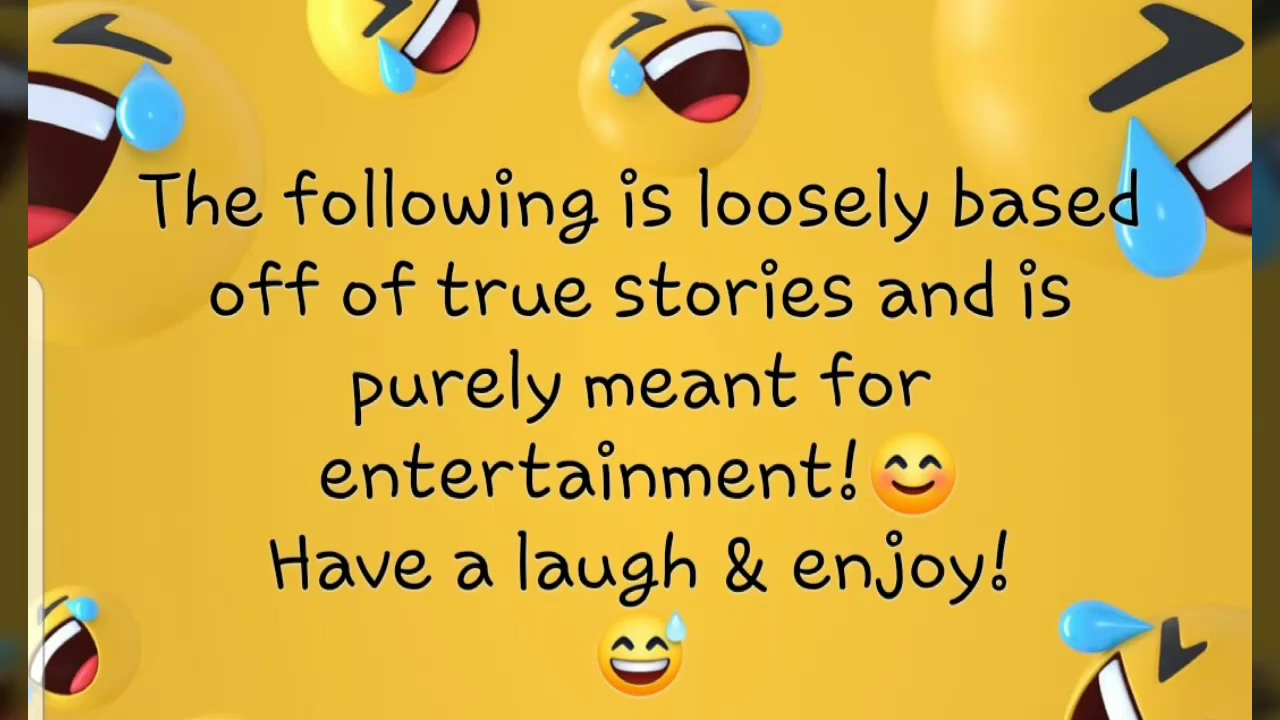 The following is loosely based
off of true stories and is
purely meant for
entertainment!😊
Have a laugh & enjoy!
😅